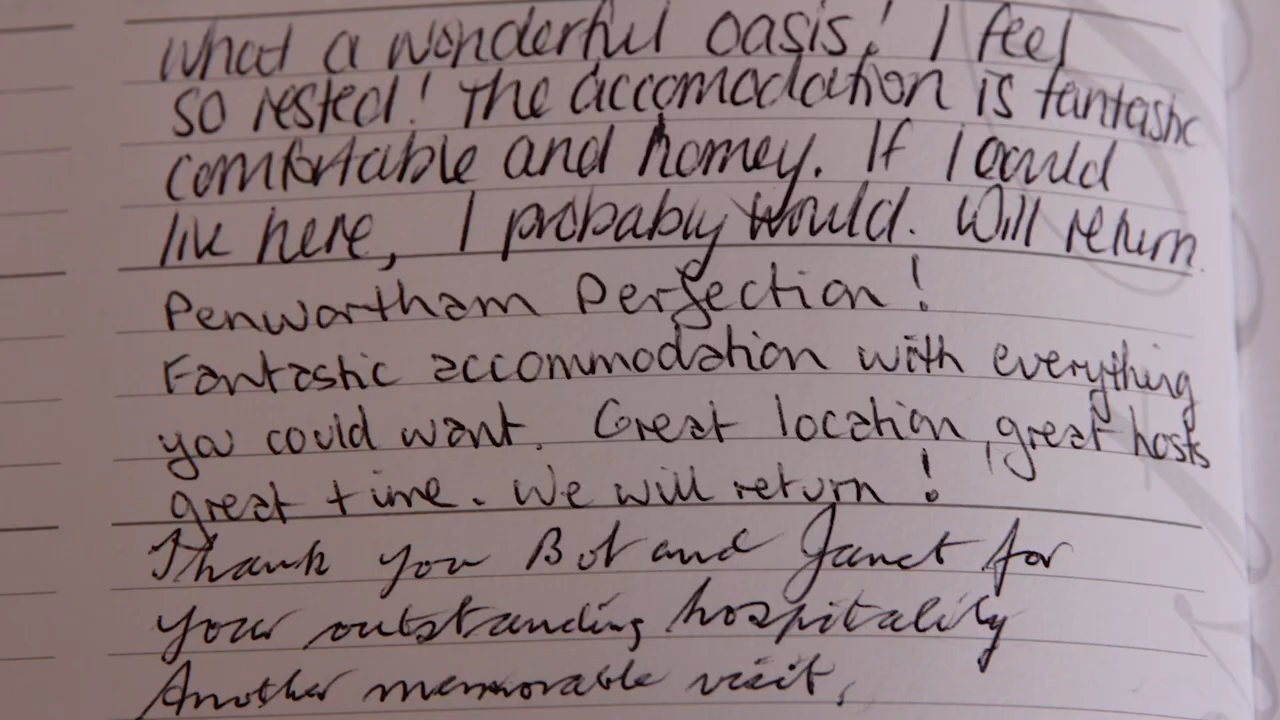 What a wonderful oasis! I feel
so rested! The accomodation is fantastic
comfortable and homey. If I could
live here, I probably would. Will return.
Penwortham Perfection!
Fantastic accommodation with everything
you could want. Great location, great hosts
great time. We will return!
Thank you Bob and Janet for
your outstanding hospitality
Another memorable visit,